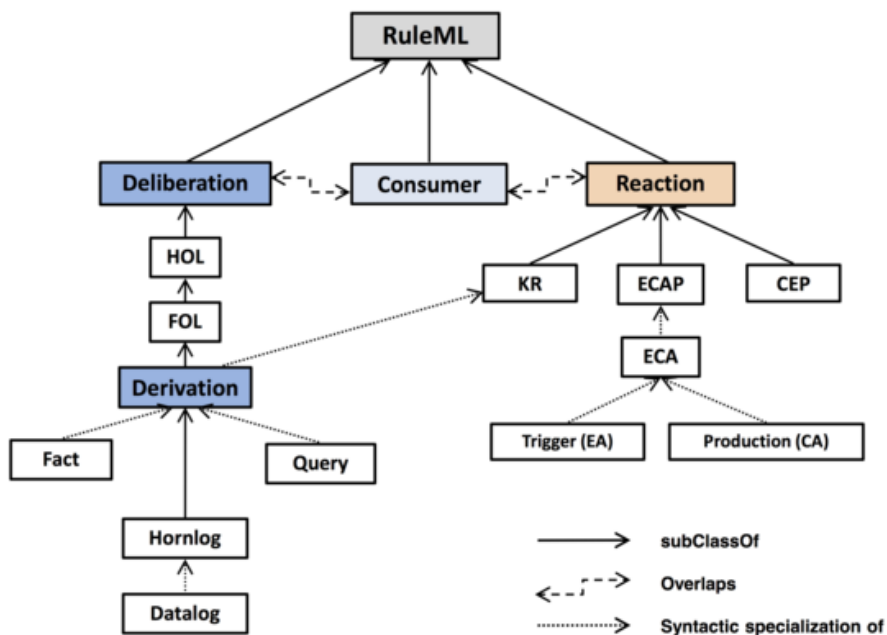 RuleML
Deliberation
Consumer
Reaction
HOL
KR
ECAP
CEP
FOL
ECA
Derivation
Trigger (EA)
Production (CA)
Fact
Query
Hornlog
Datalog
subClassOf
Overlaps
Syntactic specialization of